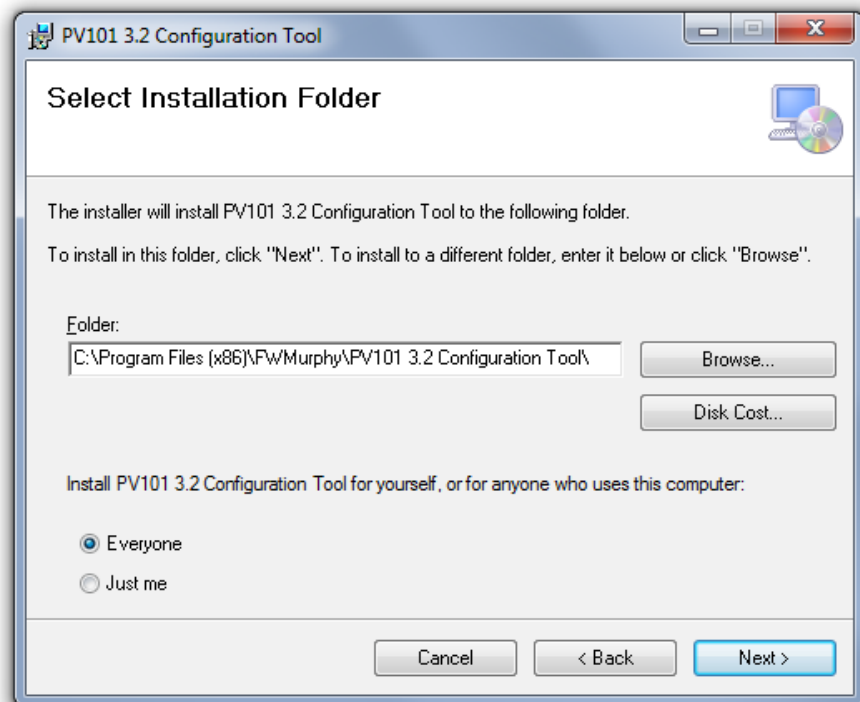 PV101 3.2 Configuration Tool
Select Installation Folder
The installer will install PV101 3.2 Configuration Tool to the following folder.
To install in this folder, click "Next". To install to a different folder, enter it below or click "Browse".
Folder:
C:\Program Files (x86)\FWMurphy\PV101 3.2 Configuration Tool\
Browse...
Disk Cost...
Install PV101 3.2 Configuration Tool for yourself, or for anyone who uses this computer:
Everyone
Just me
Cancel
< Back
Next >